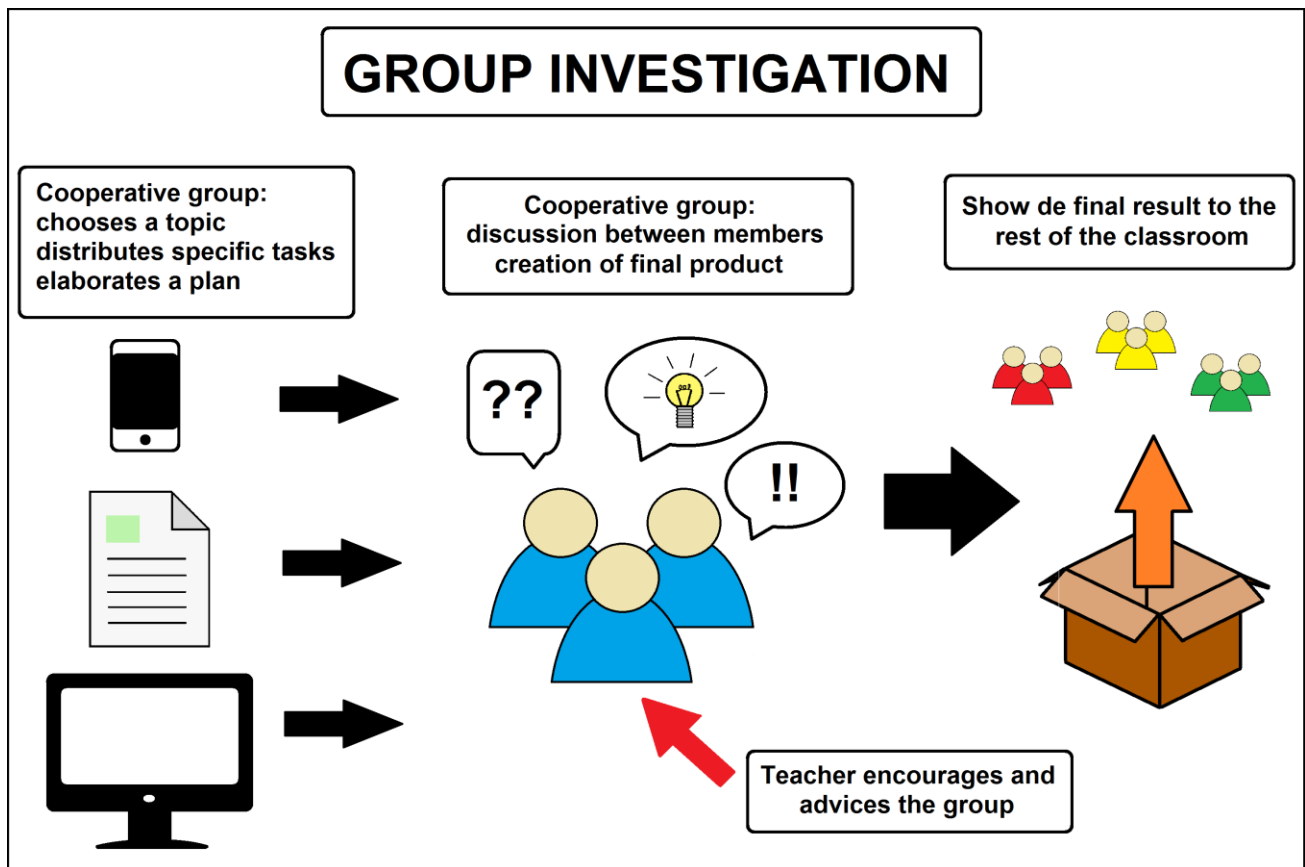 GROUP INVESTIGATION
Cooperative group:
chooses a topic
distributes specific tasks
elaborates a plan
Cooperative group:
discussion between members
creation of final product
Show de final result to the
rest of the classroom
??
!!
Teacher encourages and
advices the group